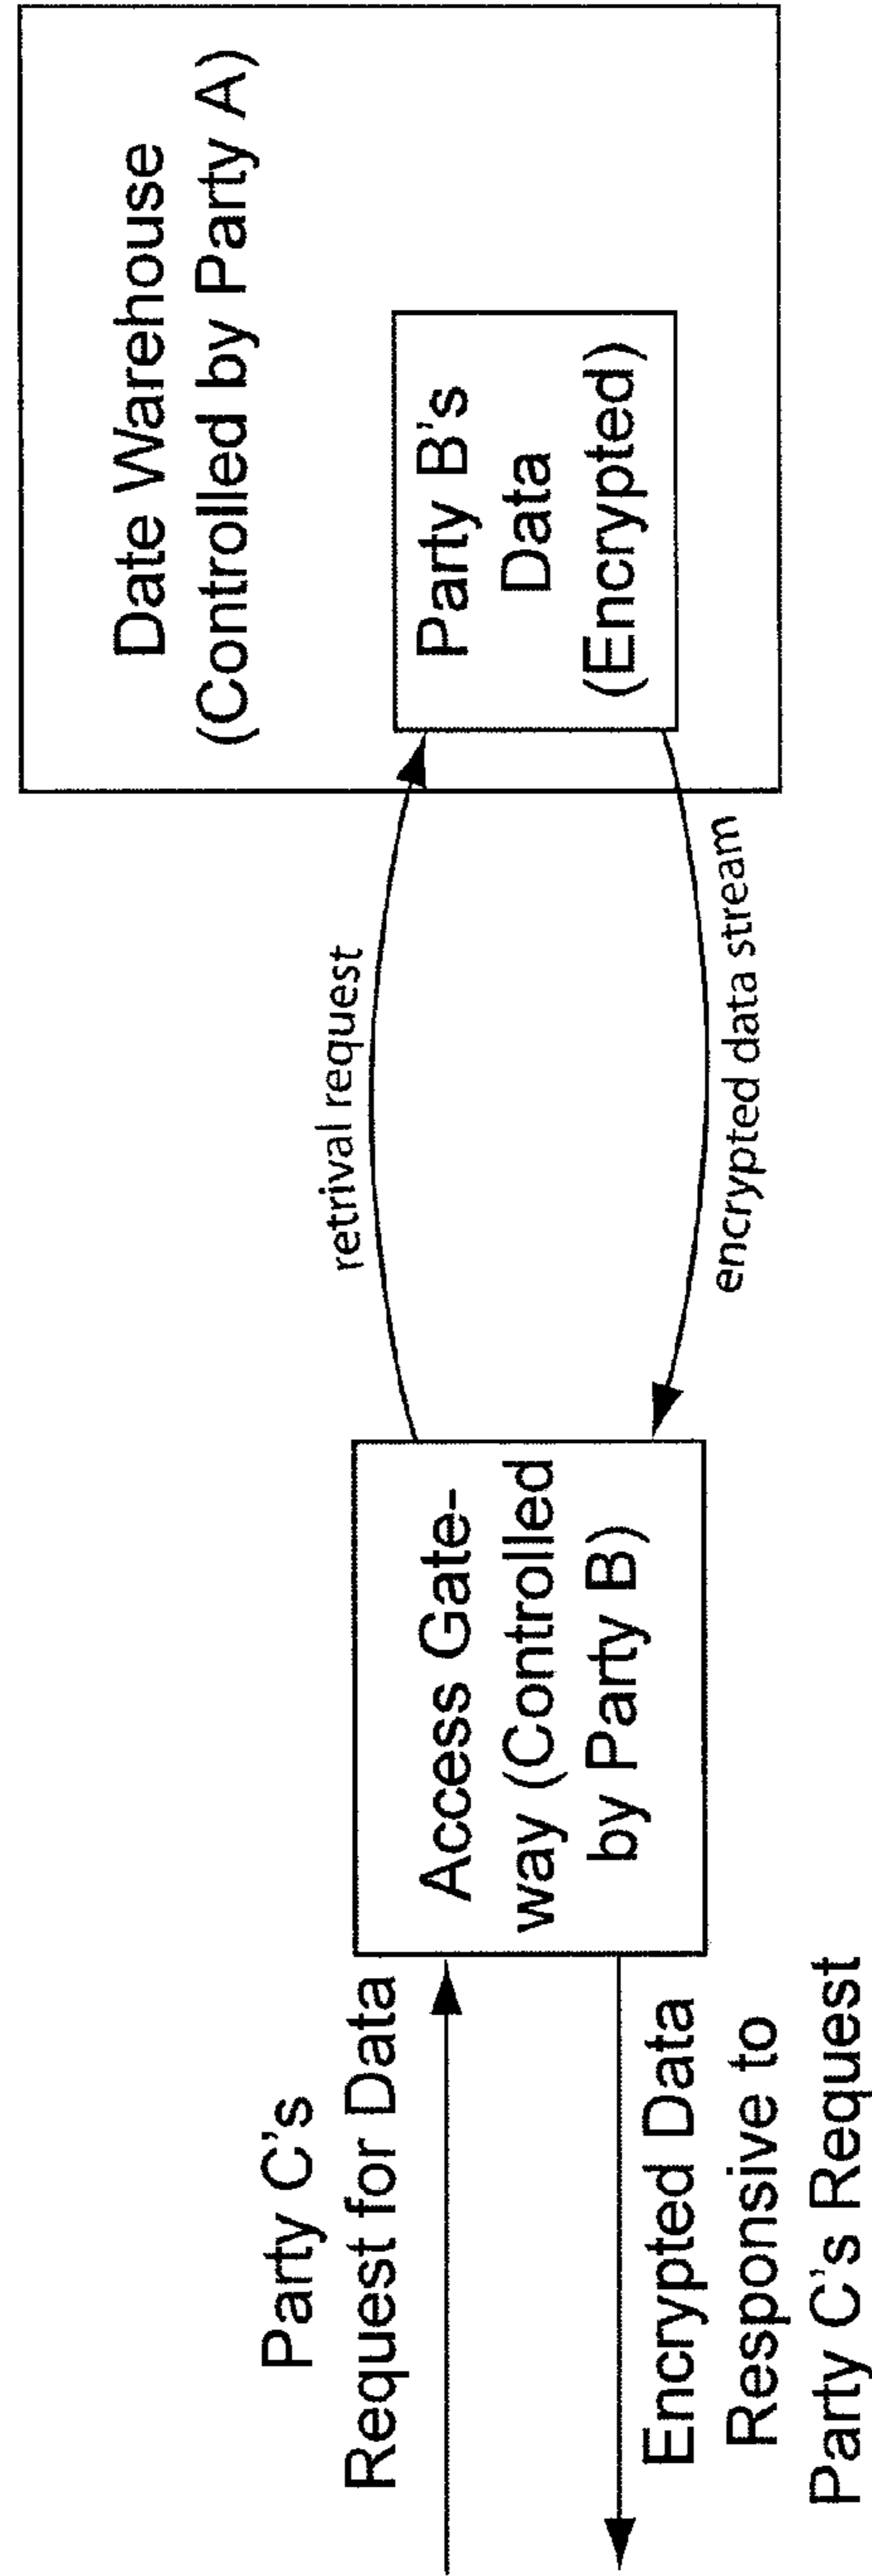 Party C's
Request for Data
Encrypted Data
Responsive to
Party C's Request
Access Gate-
way (Controlled
by Party B)
retrival request
encrypted data stream
Date Warehouse
(Controlled by Party A)
Party B's
Data
(Encrypted)